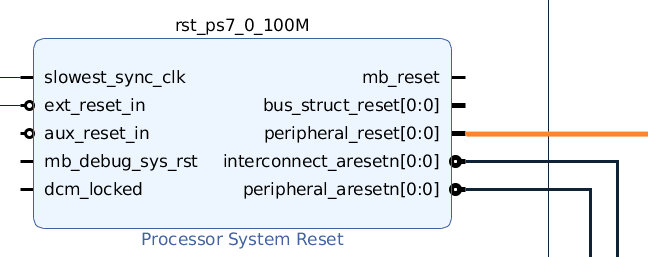 rst_ps7_0_100M
slowest_sync_clk mb_reset
ext_reset_in bus_struct_reset[0:0]
aux_reset_in peripheral_reset[0:0]
mb_debug_sys_rst interconnect_aresetn[0:0]
dcm_locked peripheral_aresetn[0:0]
Processor System Reset